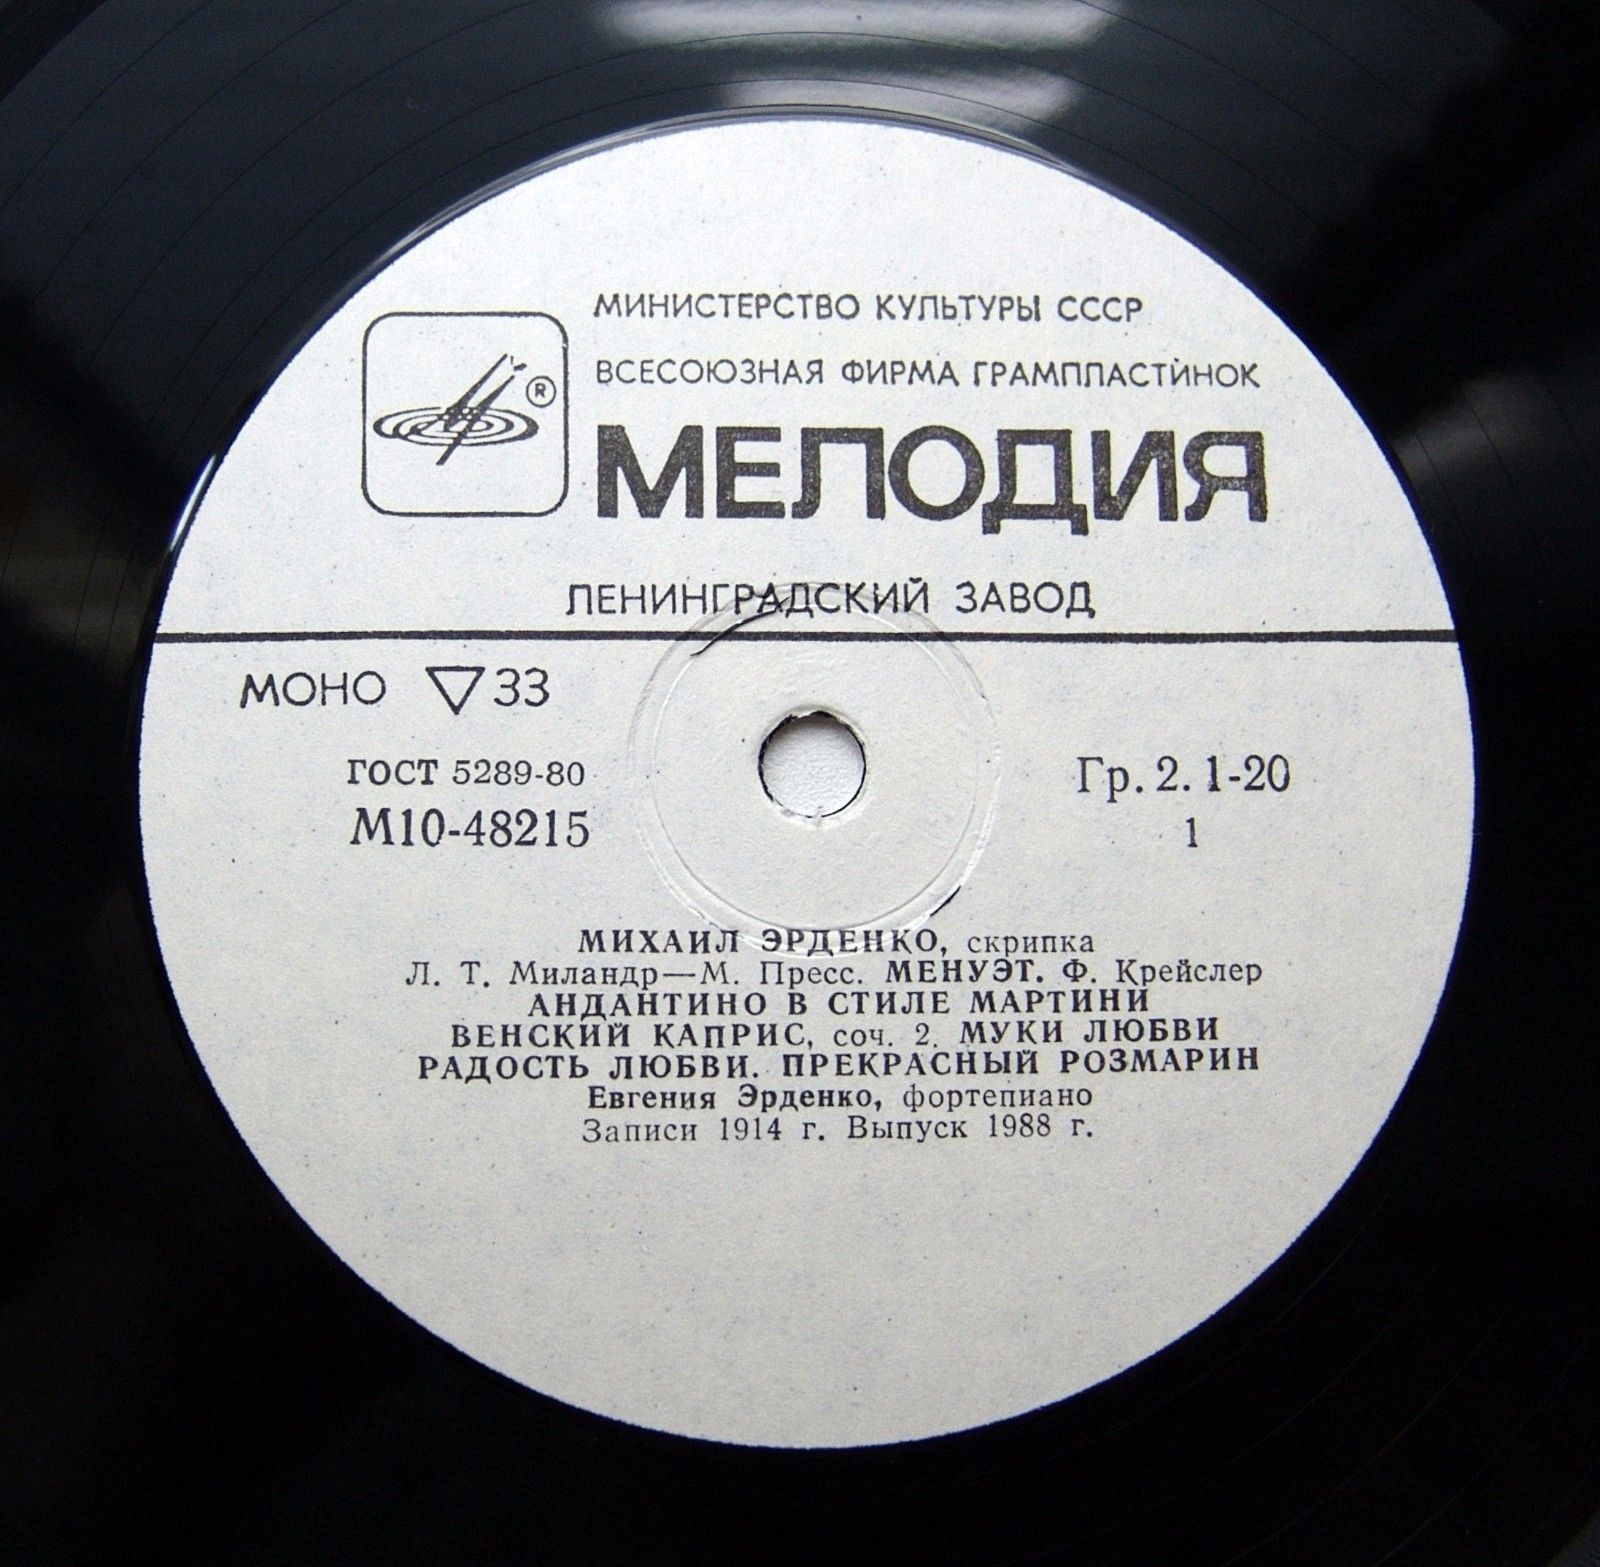 МИНИСТЕРСТВО КУЛЬТУРЫ СССР
ВСЕСОЮЗНАЯ ФИРМА ГРАМПЛАСТИНОК
®
МЕЛОДИЯ
ЛЕНИНГРАДСКИЙ ЗАВОД
МОНО ▽ 33
ГОСТ 5289-80
М10-48215
Гр. 2. 1-20
1
МИХАИЛ ЭРДЕНКО, скрипка
Л. Т. Миландр—М. Пресс. МЕНУЭТ. Ф. Крейслер
АНДАНТИНО В СТИЛЕ МАРТИНИ
ВЕНСКИЙ КАПРИС, соч. 2. МУКИ ЛЮБВИ
РАДОСТЬ ЛЮБВИ. ПРЕКРАСНЫЙ РОЗМАРИН
Евгения Эрденко, фортепиано
Записи 1914 г. Выпуск 1988 г.